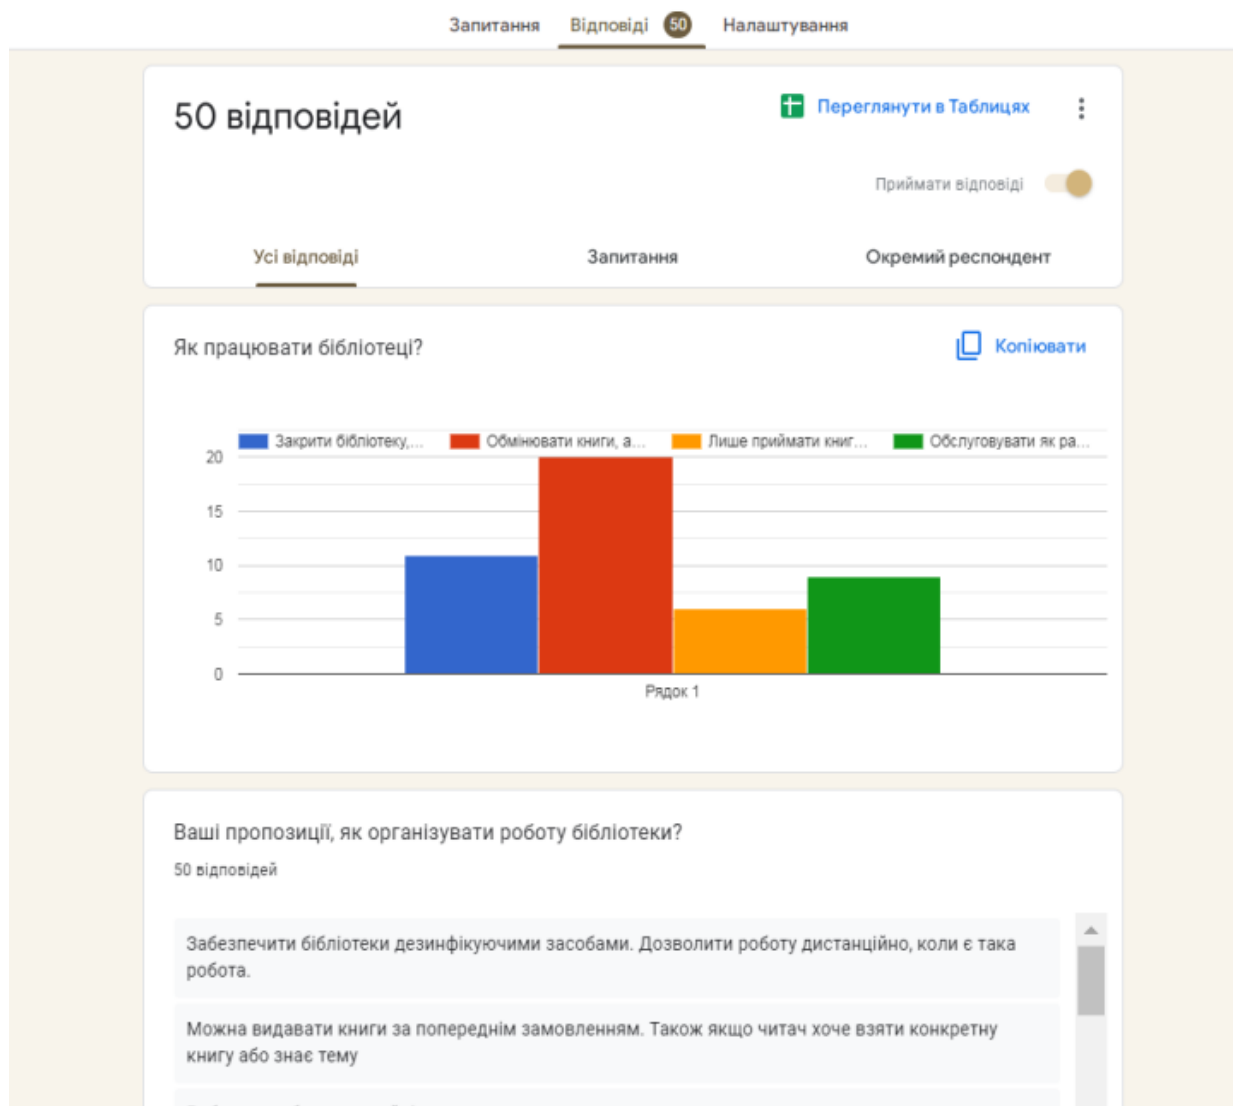 Запитання Відповіді 50 Налаштування
50 відповідей
Переглянути в Таблицях
Приймати відповіді
Усі відповіді Запитання Окремий респондент
Як працювати бібліотеці?
Копіювати
Закрити бібліотеку,... Обмінювати книги, а... Лише приймати книг... Обслуговувати як ра...
20
15
10
5
0
Рядок 1
Ваші пропозиції, як організувати роботу бібліотеки?
50 відповідей
Забезпечити бібліотеки дезинфікуючими засобами. Дозволити роботу дистанційно, коли є така
робота.
Можна видавати книги за попереднім замовленням. Також якщо читач хоче взяти конкретну
книгу або знає тему